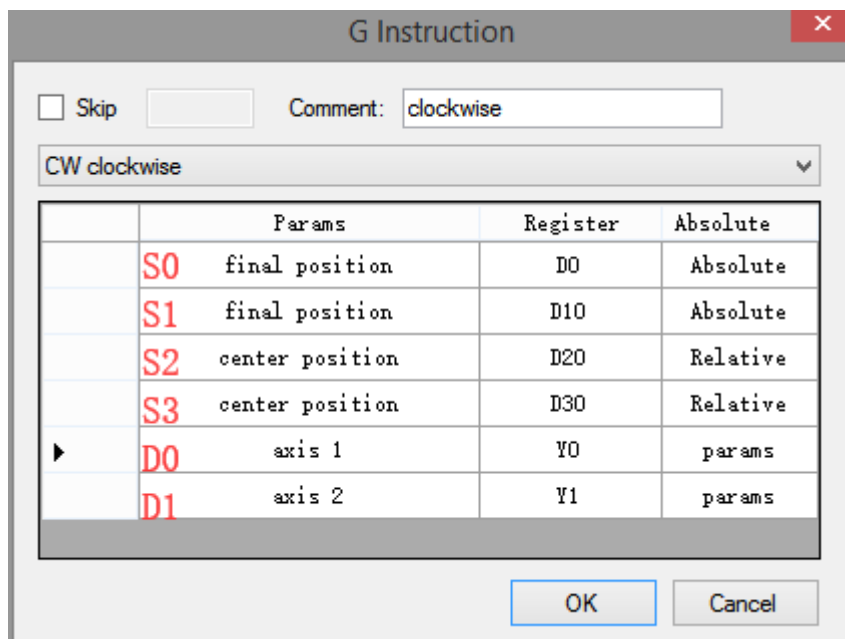 G Instruction
Skip Comment: clockwise
CW clockwise
Params Register Absolute
S0 final position D0 Absolute
S1 final position D10 Absolute
S2 center position D20 Relative
S3 center position D30 Relative
D0 axis 1 Y0 params
D1 axis 2 Y1 params
OK Cancel